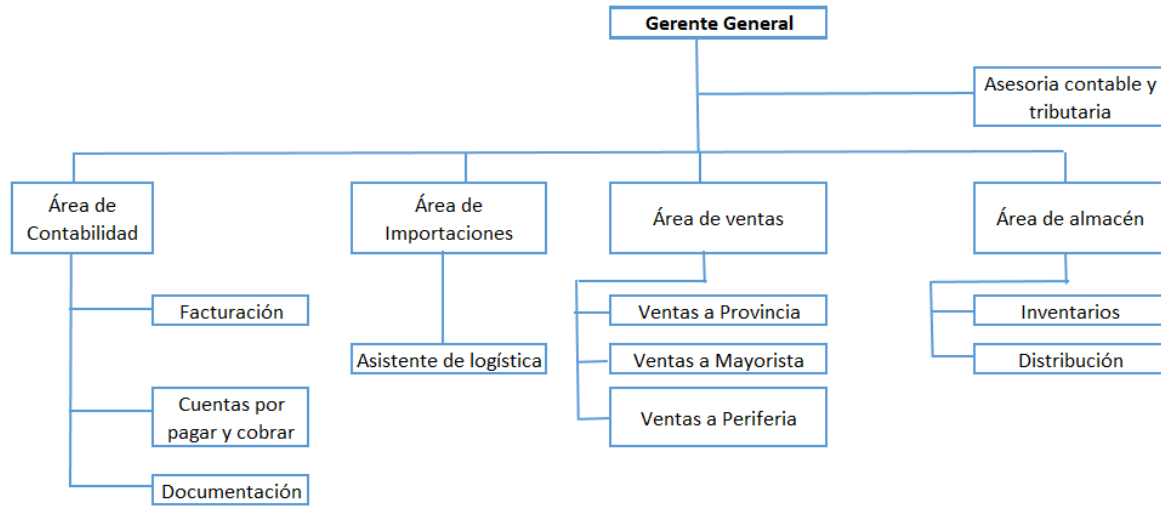 Gerente General
Asesoria contable y
tributaria
Área de
Contabilidad
Área de
Importaciones
Área de ventas
Área de almacén
Facturación
Ventas a Provincia
Inventarios
Asistente de logística
Ventas a Mayorista
Distribución
Cuentas por
pagar y cobrar
Ventas a Periferia
Documentación